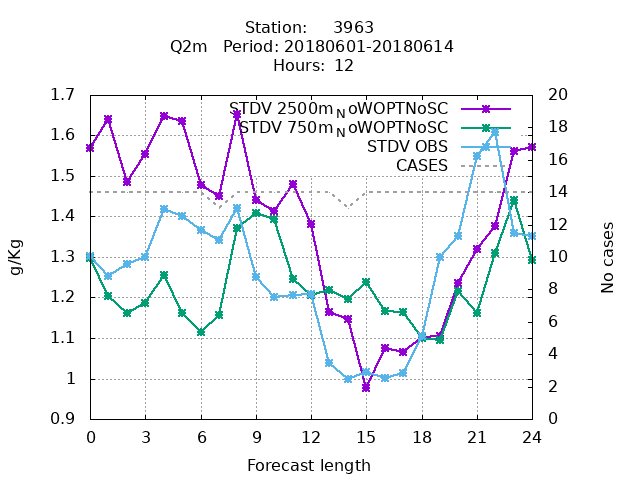 Station: 3963
Q2m Period: 20180601-20180614
Hours: 12
STDV 2500mNoWOPTNoSC
STDV 750mNoWOPTNoSC
STDV OBS
CASES
g/Kg
1.7
1.6
1.5
1.4
1.3
1.2
1.1
1
0.9
No cases
20
18
16
14
12
10
8
6
4
2
0
0 3 6 9 12 15 18 21 24
Forecast length